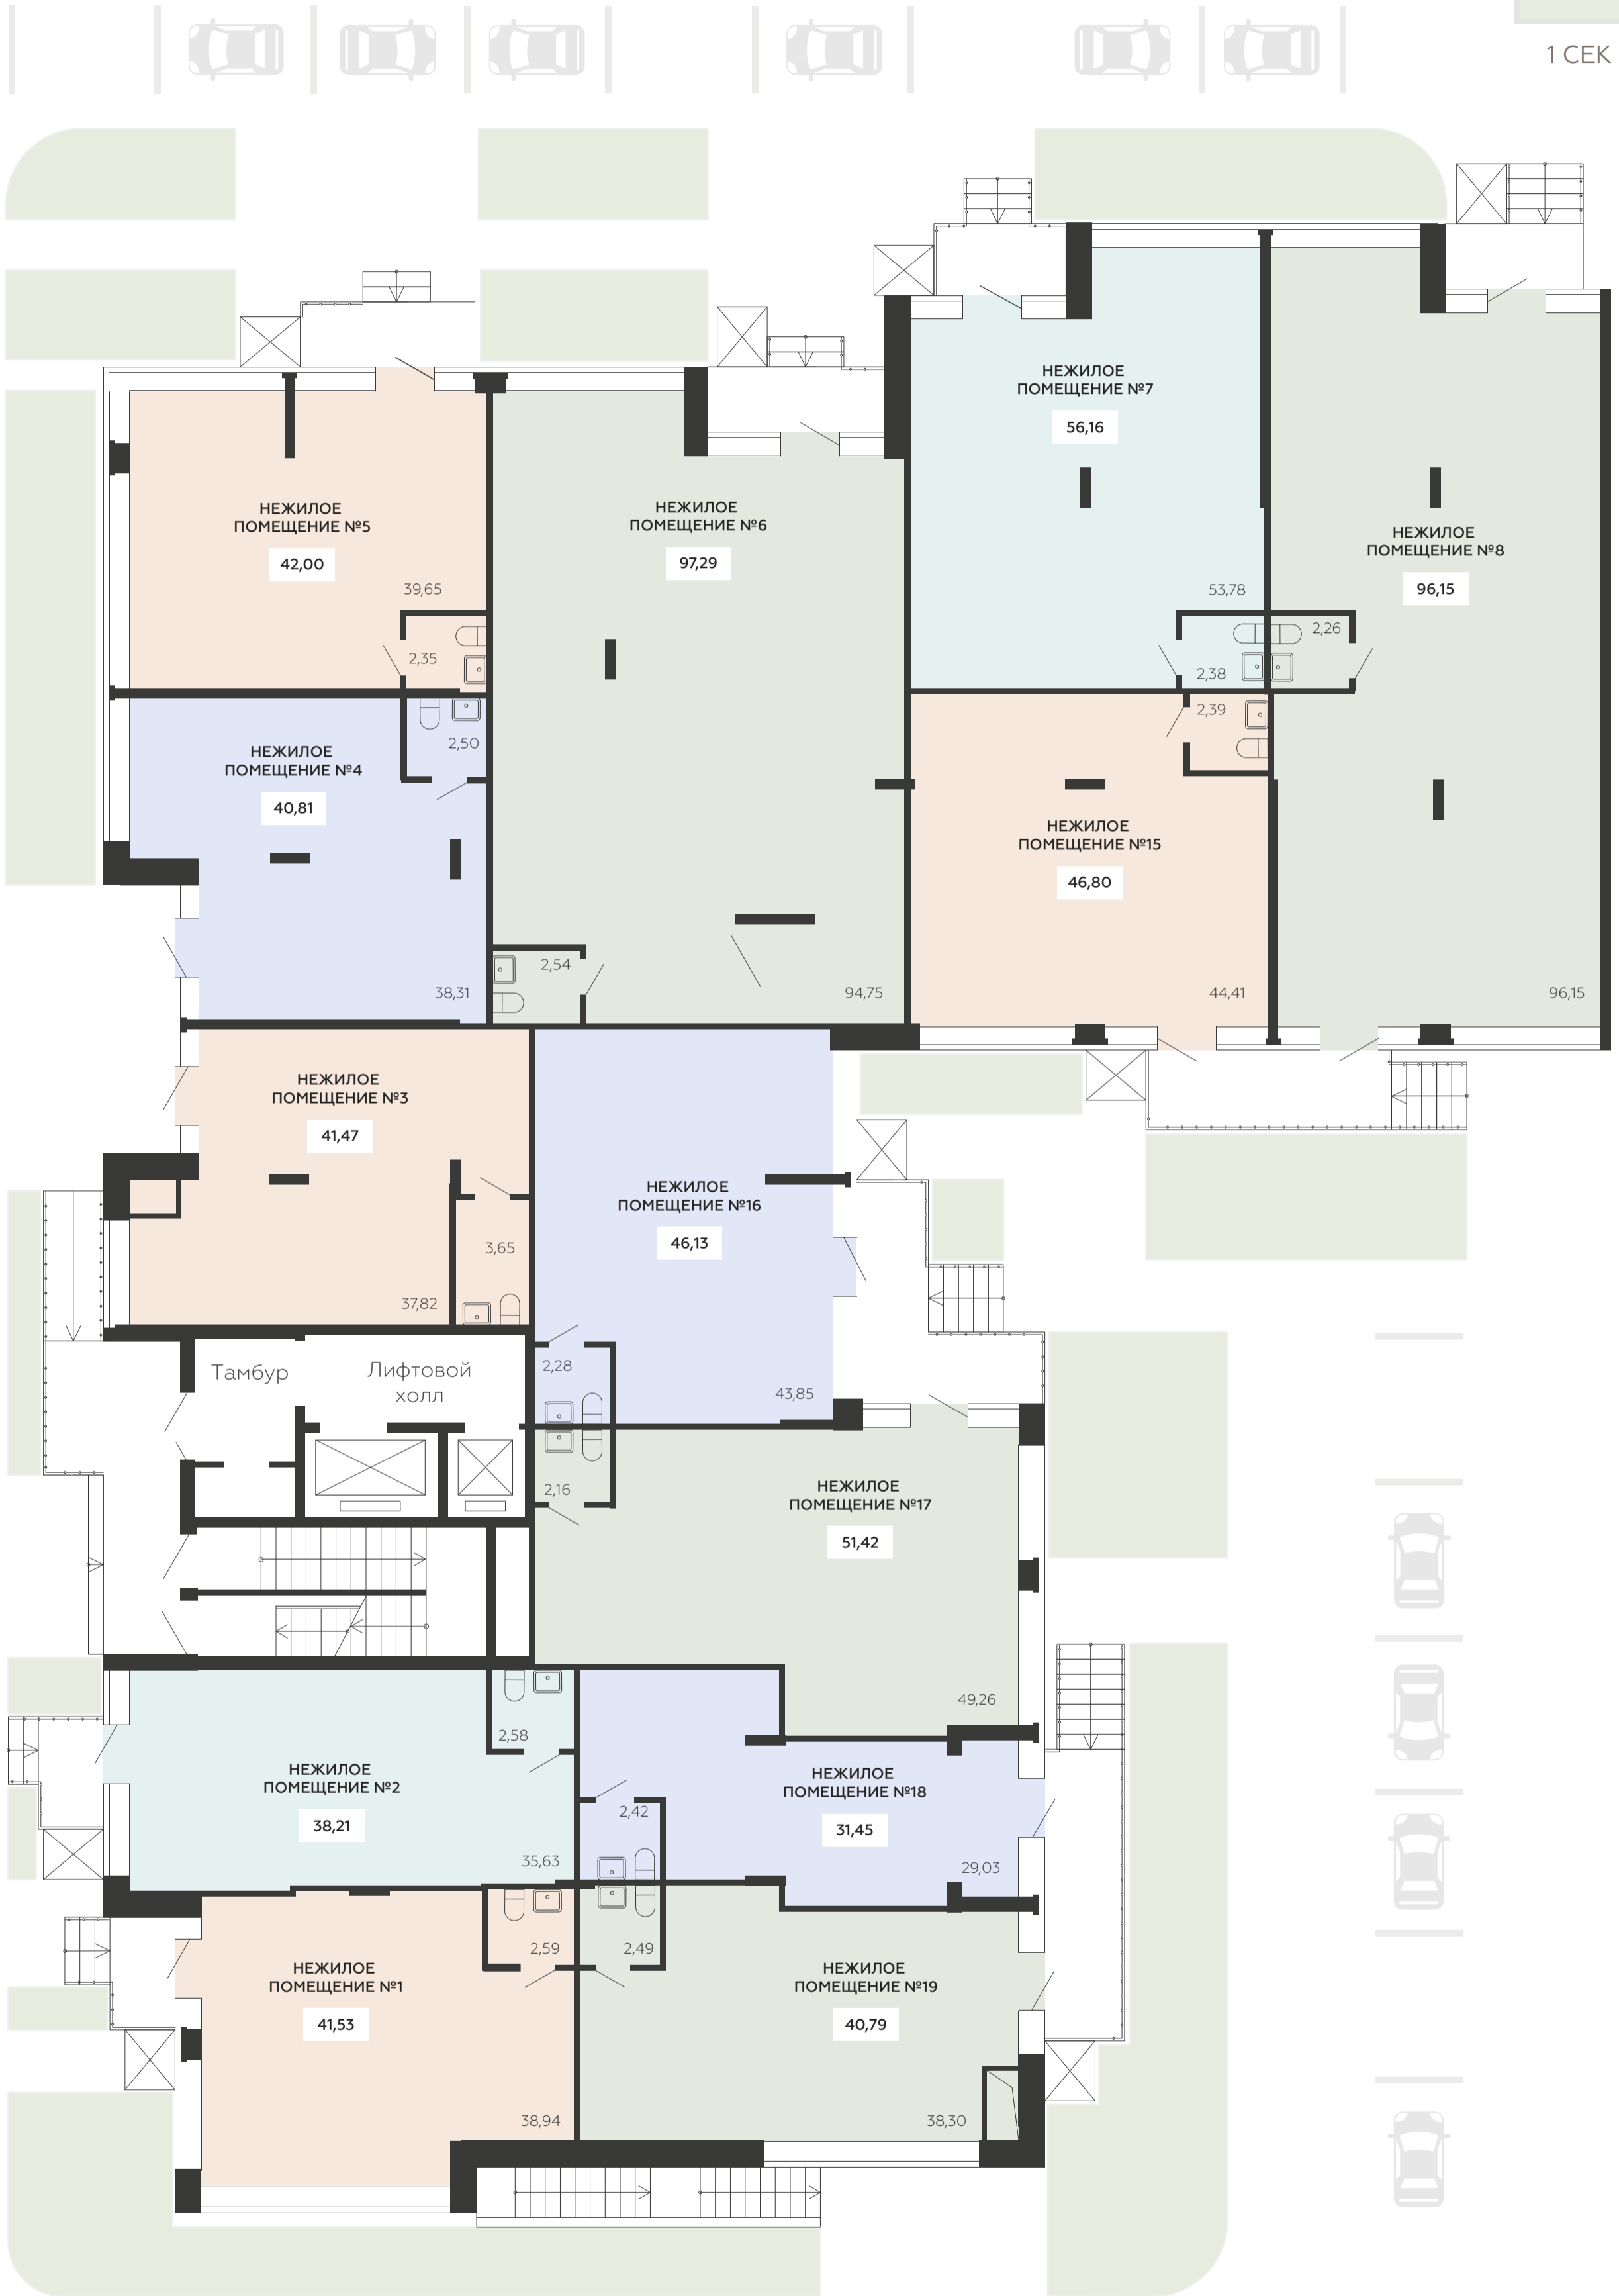 1 СЕК
НЕЖИЛОЕ
ПОМЕЩЕНИЕ №7
56,16
53,78
2,38
НЕЖИЛОЕ
ПОМЕЩЕНИЕ №5
42,00
39,65
2,35
НЕЖИЛОЕ
ПОМЕЩЕНИЕ №6
97,29
2,54
94,75
НЕЖИЛОЕ
ПОМЕЩЕНИЕ №8
96,15
2,26
96,15
НЕЖИЛОЕ
ПОМЕЩЕНИЕ №4
40,81
2,50
38,31
2,39
НЕЖИЛОЕ
ПОМЕЩЕНИЕ №15
46,80
44,41
НЕЖИЛОЕ
ПОМЕЩЕНИЕ №3
41,47
3,65
37,82
НЕЖИЛОЕ
ПОМЕЩЕНИЕ №16
46,13
2,28
43,85
Тамбур
Лифтовой
холл
2,16
НЕЖИЛОЕ
ПОМЕЩЕНИЕ №17
51,42
49,26
2,58
НЕЖИЛОЕ
ПОМЕЩЕНИЕ №2
38,21
35,63
НЕЖИЛОЕ
ПОМЕЩЕНИЕ №18
31,45
2,42
29,03
НЕЖИЛОЕ
ПОМЕЩЕНИЕ №1
41,53
2,59
38,94
2,49
НЕЖИЛОЕ
ПОМЕЩЕНИЕ №19
40,79
38,30